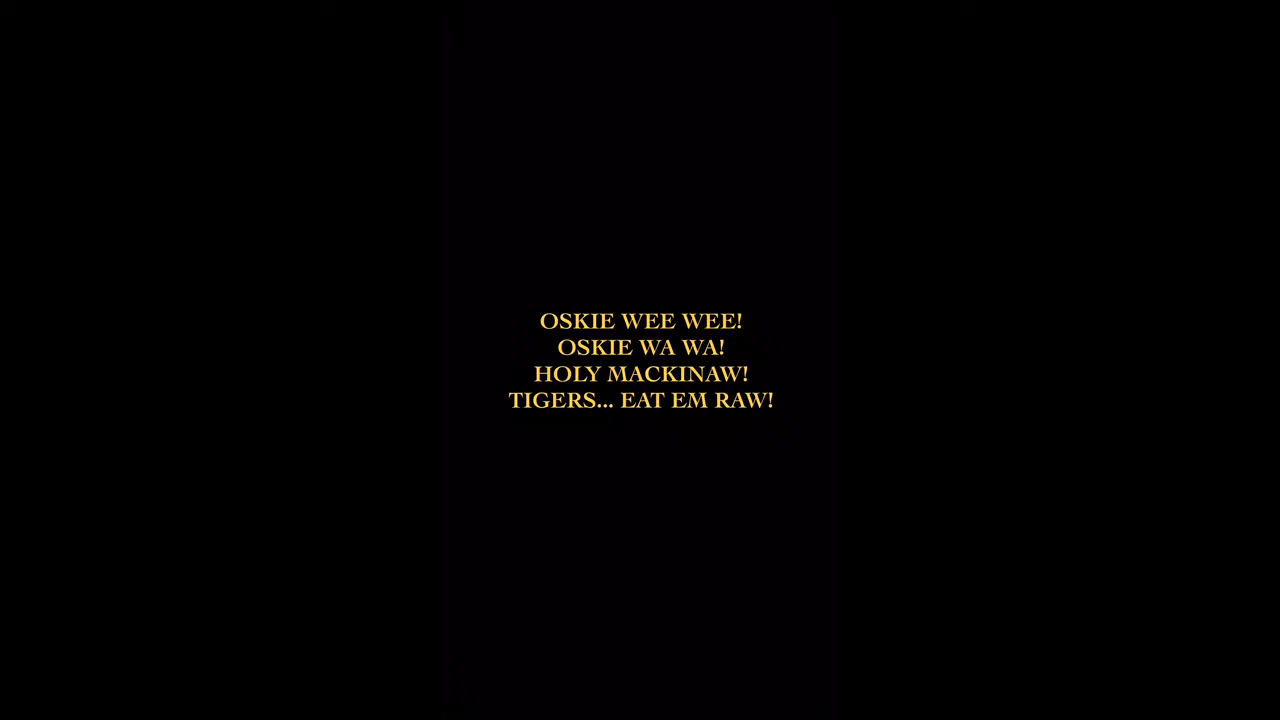 OSKIE WEE WEE!
OSKIE WA WA!
HOLY MACKINAW!
TIGERS... EAT EM RAW!